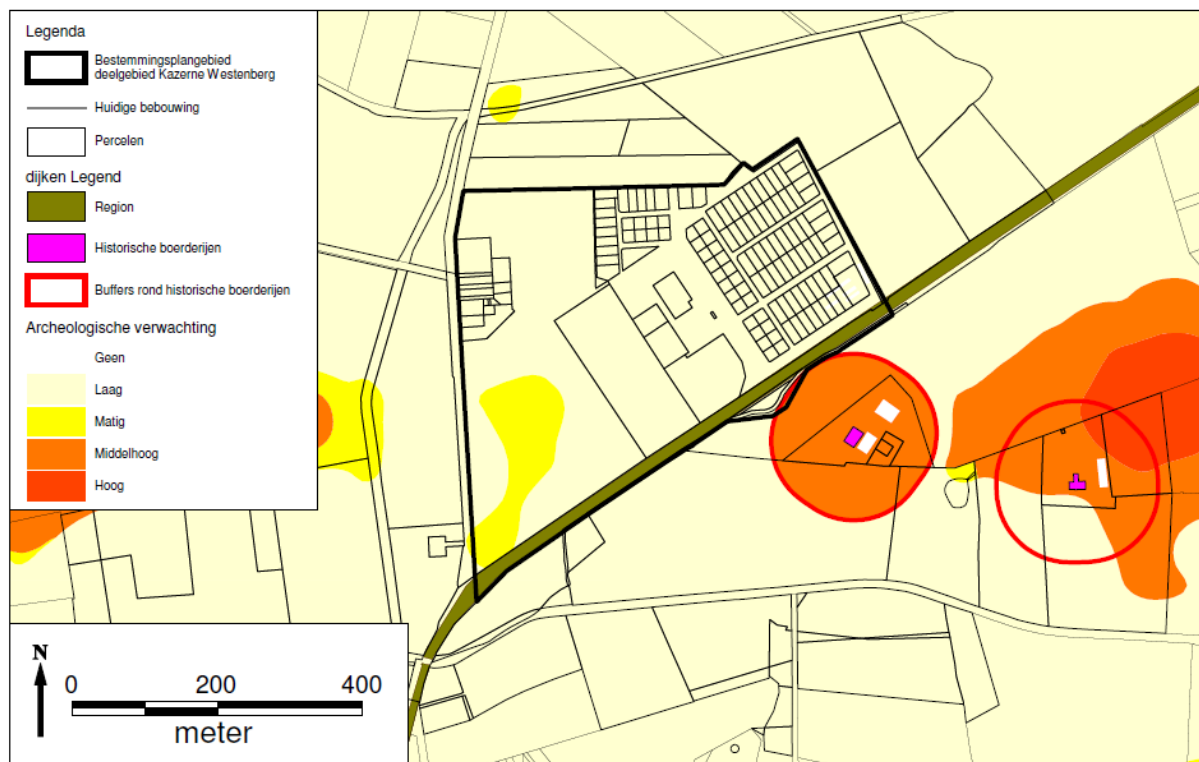 Legenda
Bestemmingsplangebied
deelgebied Kazerne Westenberg
Huidige bebouwing
Percelen
dijken Legend
Region
Historische boerderijen
Buffers rond historische boerderijen
Archeologische verwachting
Geen
Laag
Matig
Middelhoog
Hoog
N
0 200 400
meter